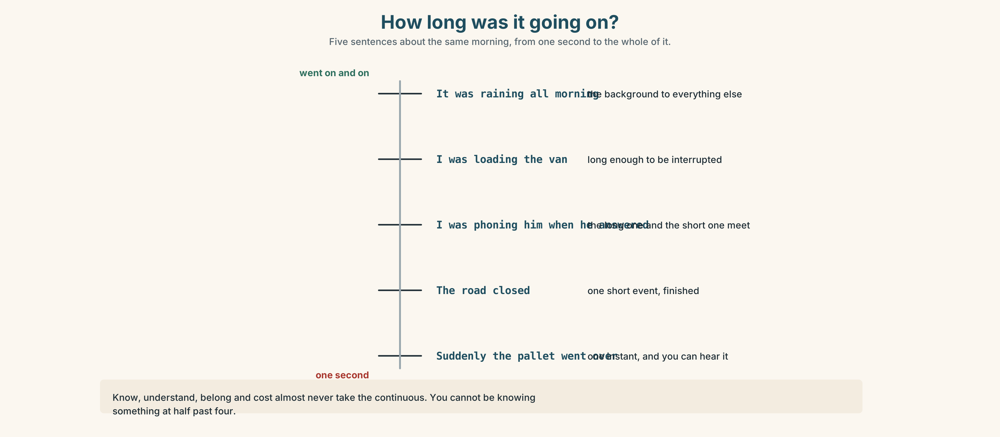 How long was it going on?
Five sentences about the same morning, from one second to the whole of it.
went on and on
It was raining all morning the background to everything else
I was loading the van long enough to be interrupted
I was phoning him when he answered the long one and the short one meet
The road closed one short event, finished
Suddenly the pallet went over one instant, and you can hear it
one second
Know, understand, belong and cost almost never take the continuous. You cannot be knowing
something at half past four.